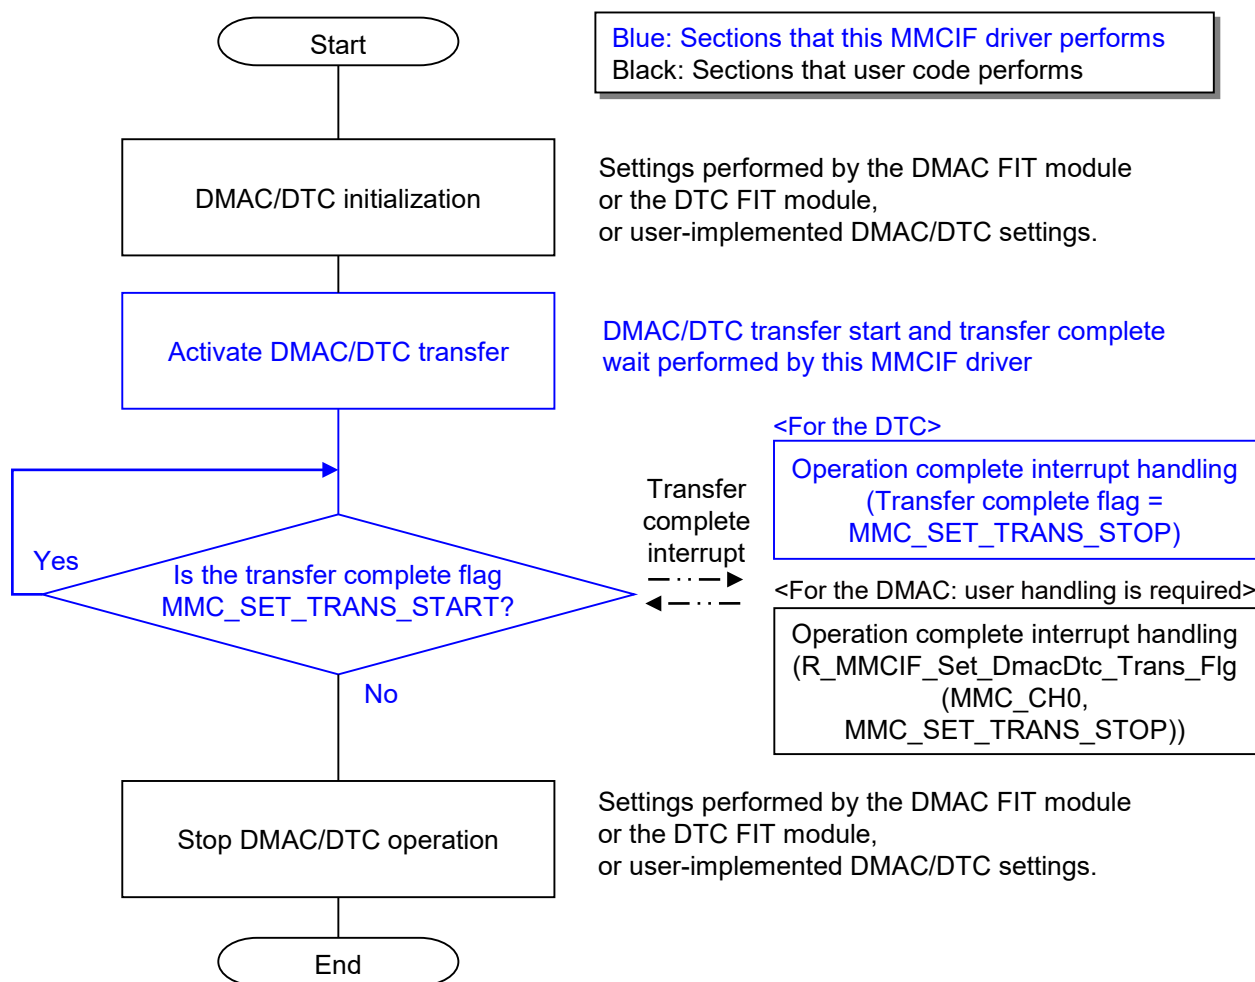 Start
Blue: Sections that this MMCIF driver performs
Black: Sections that user code performs
DMAC/DTC initialization
Settings performed by the DMAC FIT module
or the DTC FIT module,
or user-implemented DMAC/DTC settings.
Activate DMAC/DTC transfer
DMAC/DTC transfer start and transfer complete
wait performed by this MMCIF driver
<For the DTC>
Operation complete interrupt handling
(Transfer complete flag =
MMC_SET_TRANS_STOP)
Transfer
complete
interrupt
Yes
Is the transfer complete flag
MMC_SET_TRANS_START?
<For the DMAC: user handling is required>
Operation complete interrupt handling
(R_MMCIF_Set_DmacDtc_Trans_Flg
(MMC_CH0,
MMC_SET_TRANS_STOP))
No
Stop DMAC/DTC operation
Settings performed by the DMAC FIT module
or the DTC FIT module,
or user-implemented DMAC/DTC settings.
End